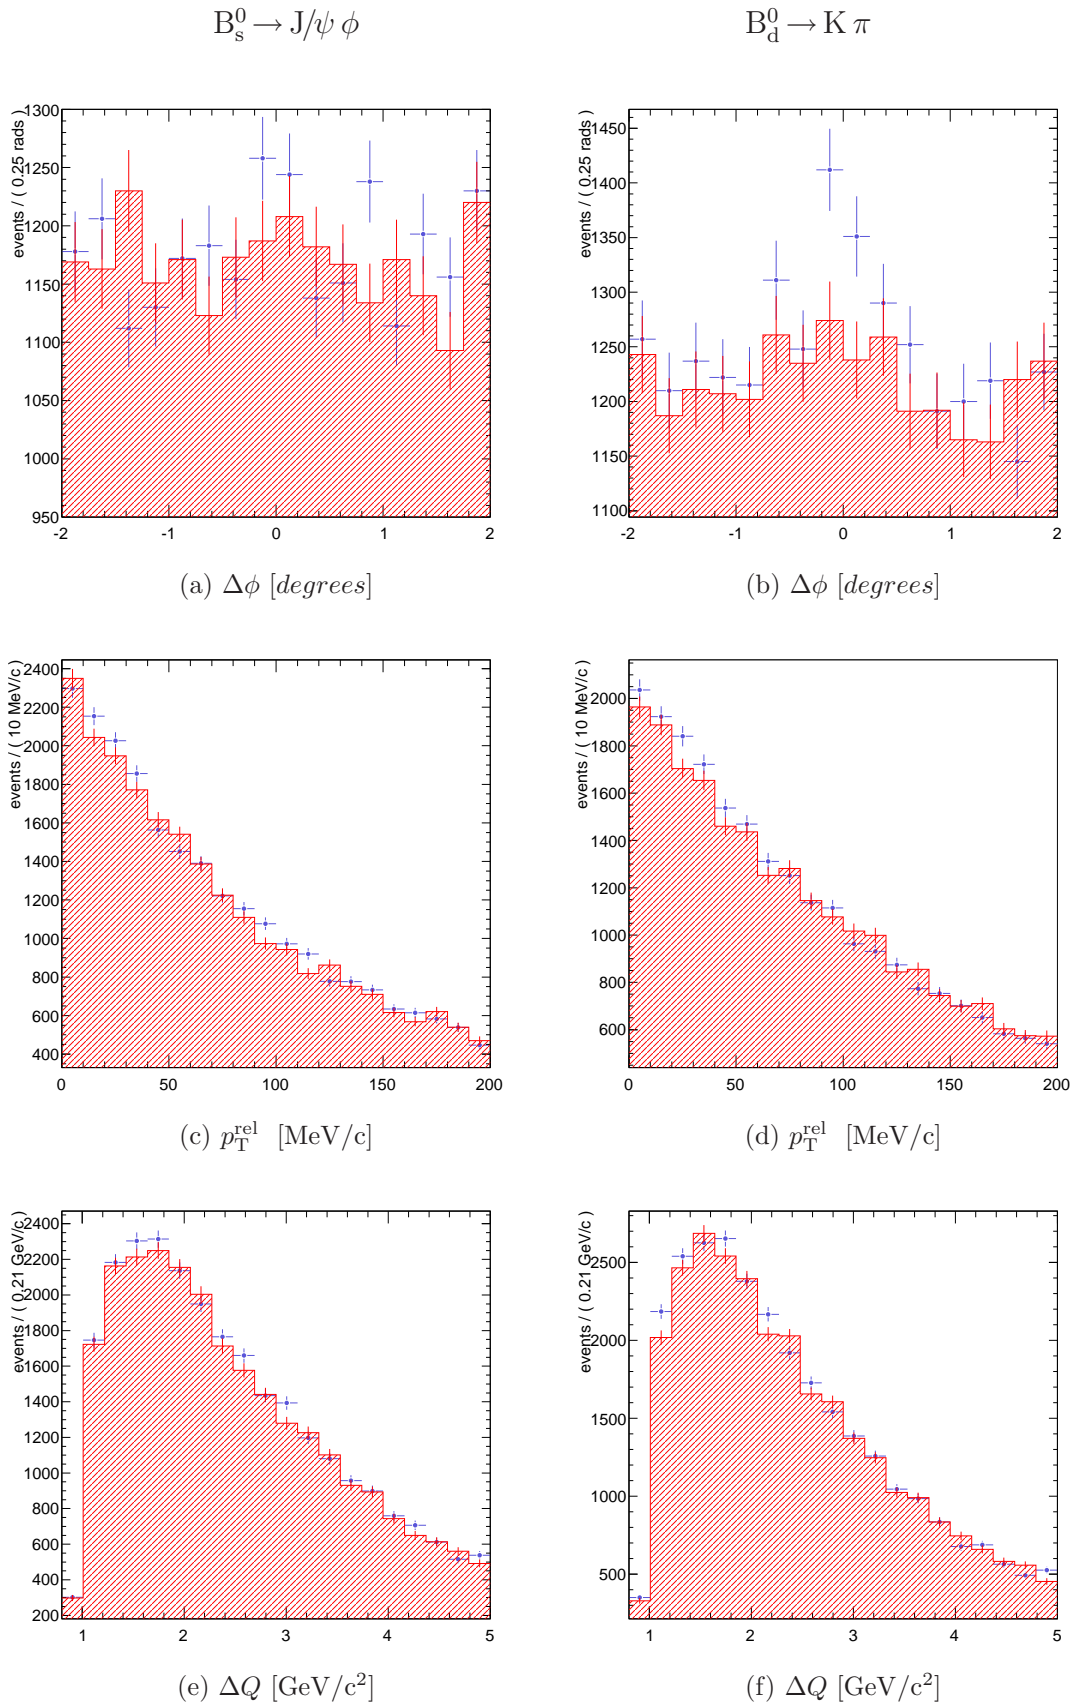 B⁰ₛ → J/ψ φ
B⁰_d → K π
events / ( 0.25 rads )
1300
1250
1200
1150
1100
1050
1000
950
-2 -1 0 1 2
(a) Δφ [degrees]
events / ( 0.25 rads )
1450
1400
1350
1300
1250
1200
1150
1100
-2 -1 0 1 2
(b) Δφ [degrees]
events / ( 10 MeV/c )
2400
2200
2000
1800
1600
1400
1200
1000
800
600
400
0 50 100 150 200
(c) p_T^rel [MeV/c]
events / ( 10 MeV/c )
2000
1800
1600
1400
1200
1000
800
600
0 50 100 150 200
(d) p_T^rel [MeV/c]
events / ( 0.21 GeV/c )
2400
2200
2000
1800
1600
1400
1200
1000
800
600
400
200
1 2 3 4 5
(e) ΔQ [GeV/c²]
events / ( 0.21 GeV/c )
2500
2000
1500
1000
500
1 2 3 4 5
(f) ΔQ [GeV/c²]